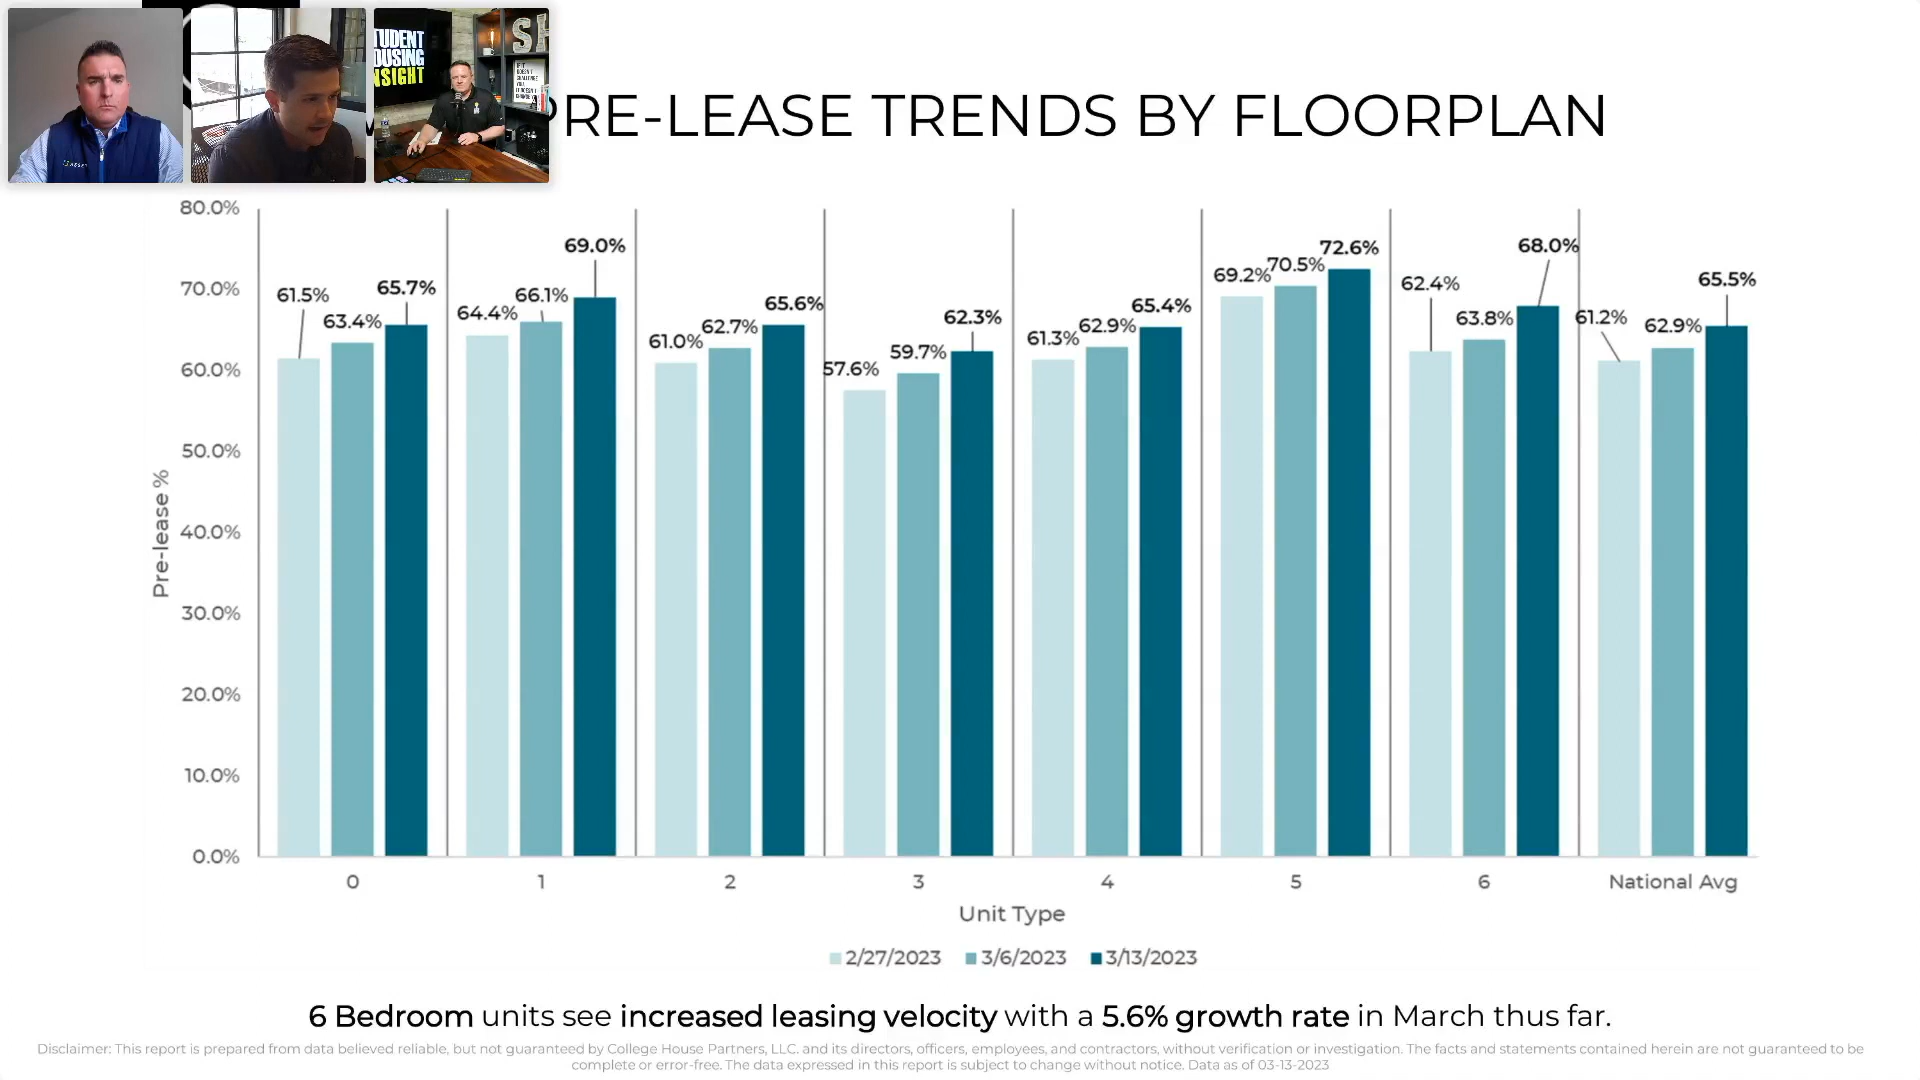 TUDENT
OUSING
NSIGHT
SH
PRE-LEASE TRENDS BY FLOORPLAN
80.0%
70.0%
60.0%
50.0%
40.0%
30.0%
20.0%
10.0%
0.0%
Pre-lease %
61.5%
63.4%
65.7%
64.4%
66.1%
69.0%
61.0%
62.7%
65.6%
57.6%
59.7%
62.3%
61.3%
62.9%
65.4%
69.2%
70.5%
72.6%
62.4%
63.8%
68.0%
61.2%
62.9%
65.5%
0 1 2 3 4 5 6 National Avg
Unit Type
2/27/2023 3/6/2023 3/13/2023
6 Bedroom units see increased leasing velocity with a 5.6% growth rate in March thus far.
Disclaimer: This report is prepared from data believed reliable, but not guaranteed by College House Partners, LLC. and its directors, officers, employees, and contractors, without verification or investigation. The facts and statements contained herein are not guaranteed to be
complete or error-free. The data expressed in this report is subject to change without notice. Data as of 03-13-2023